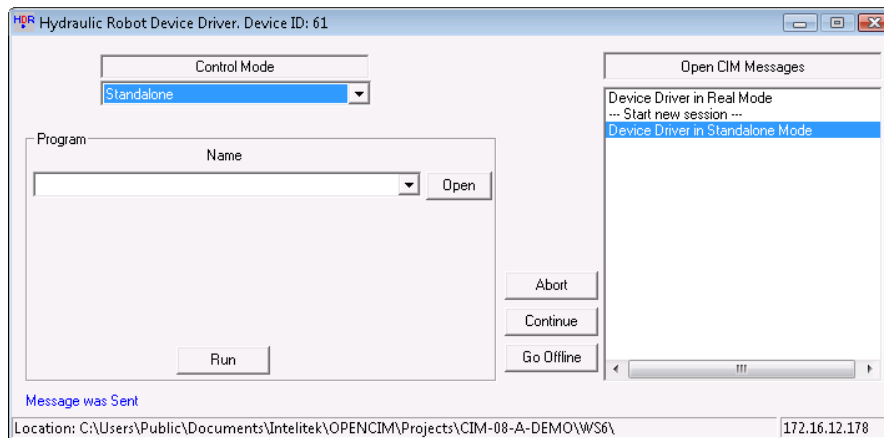 HDR Hydraulic Robot Device Driver. Device ID: 61
Control Mode
Standalone
Open CIM Messages
Device Driver in Real Mode
--- Start new session ---
Device Driver in Standalone Mode
Program
Name
Open
Abort
Continue
Go Offline
Run
Message was Sent
Location: C:\Users\Public\Documents\Intelitek\OPENCIM\Projects\CIM-08-A-DEMO\WS6\
172.16.12.178